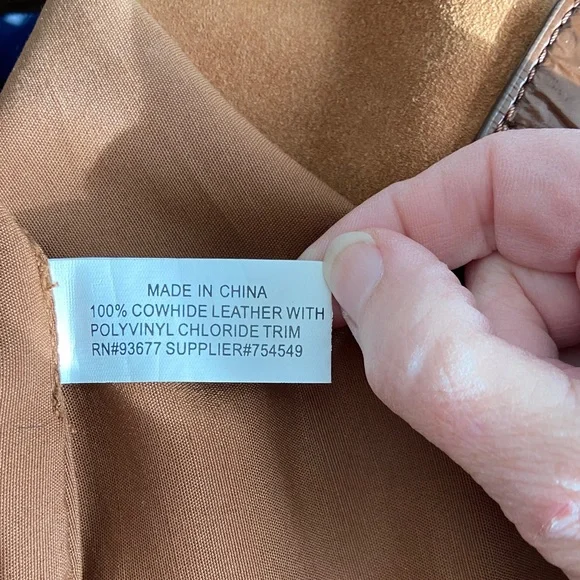 MADE IN CHINA
100% COWHIDE LEATHER WITH
POLYVINYL CHLORIDE TRIM
RN#93677 SUPPLIER#754549